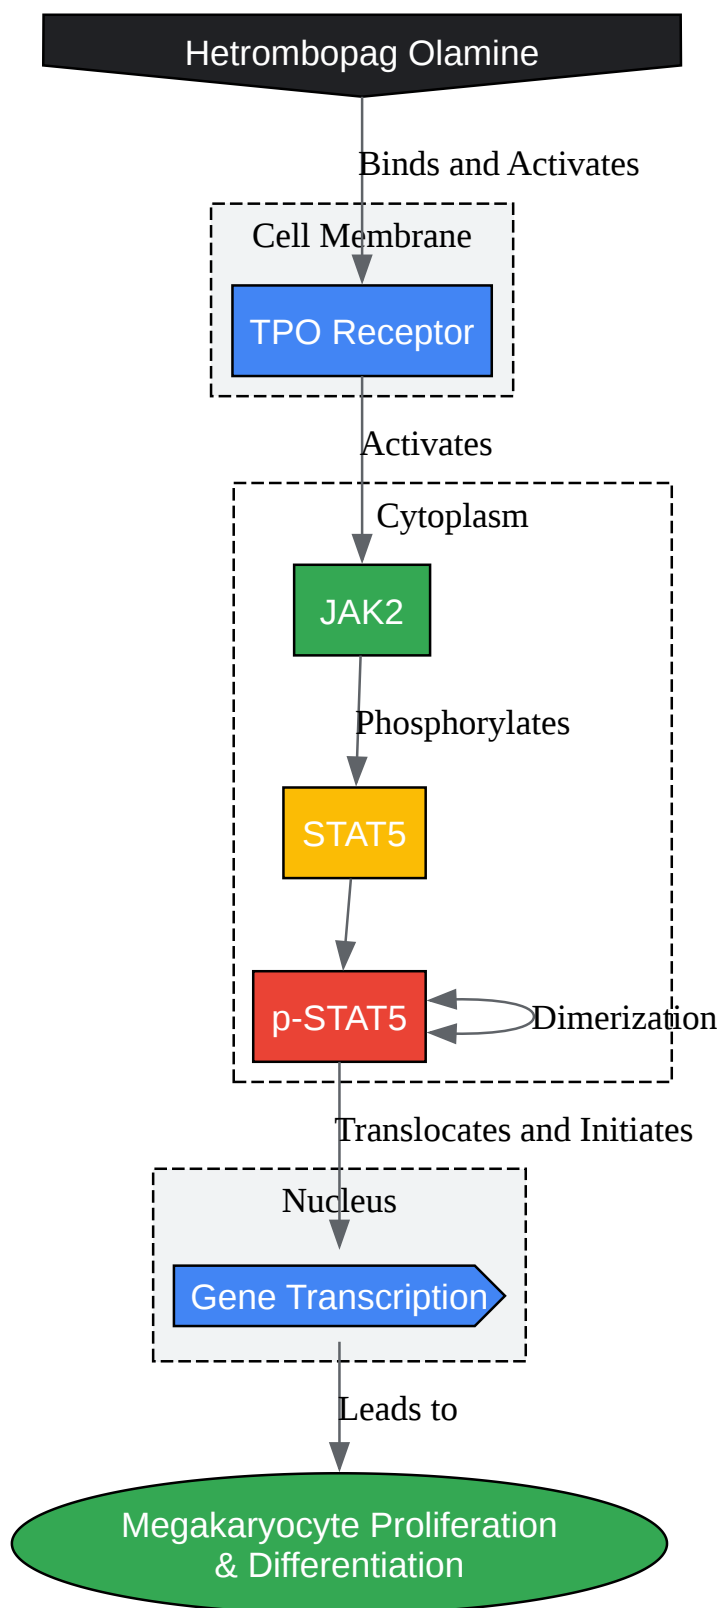 Hetrombopag Olamine
Binds and Activates
Cell Membrane
TPO Receptor
Activates
Cytoplasm
JAK2
Phosphorylates
STAT5
p-STAT5
Dimerization
Translocates and Initiates
Nucleus
Gene Transcription
Leads to
Megakaryocyte Proliferation
& Differentiation